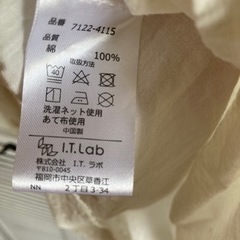 品番 7122-4115
品質
綿 100%
取扱方法
40
洗濯ネット使用
あて布使用
中国製
I.T.Lab
株式会社 I.T. ラボ
〒810-0045
福岡市中央区草香江
NN 2丁目3-34